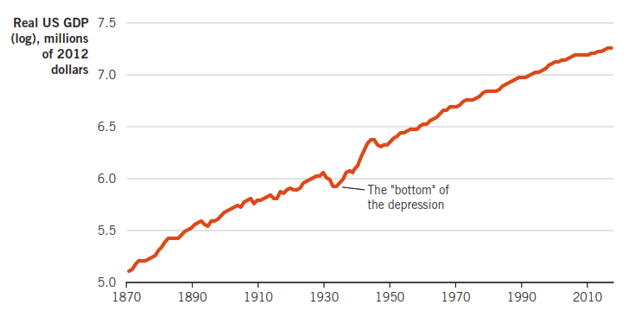 Real US GDP
(log), millions
of 2012
dollars
7.5
7.0
6.5
6.0
5.5
5.0
The "bottom" of
the depression
1870 1890 1910 1930 1950 1970 1990 2010